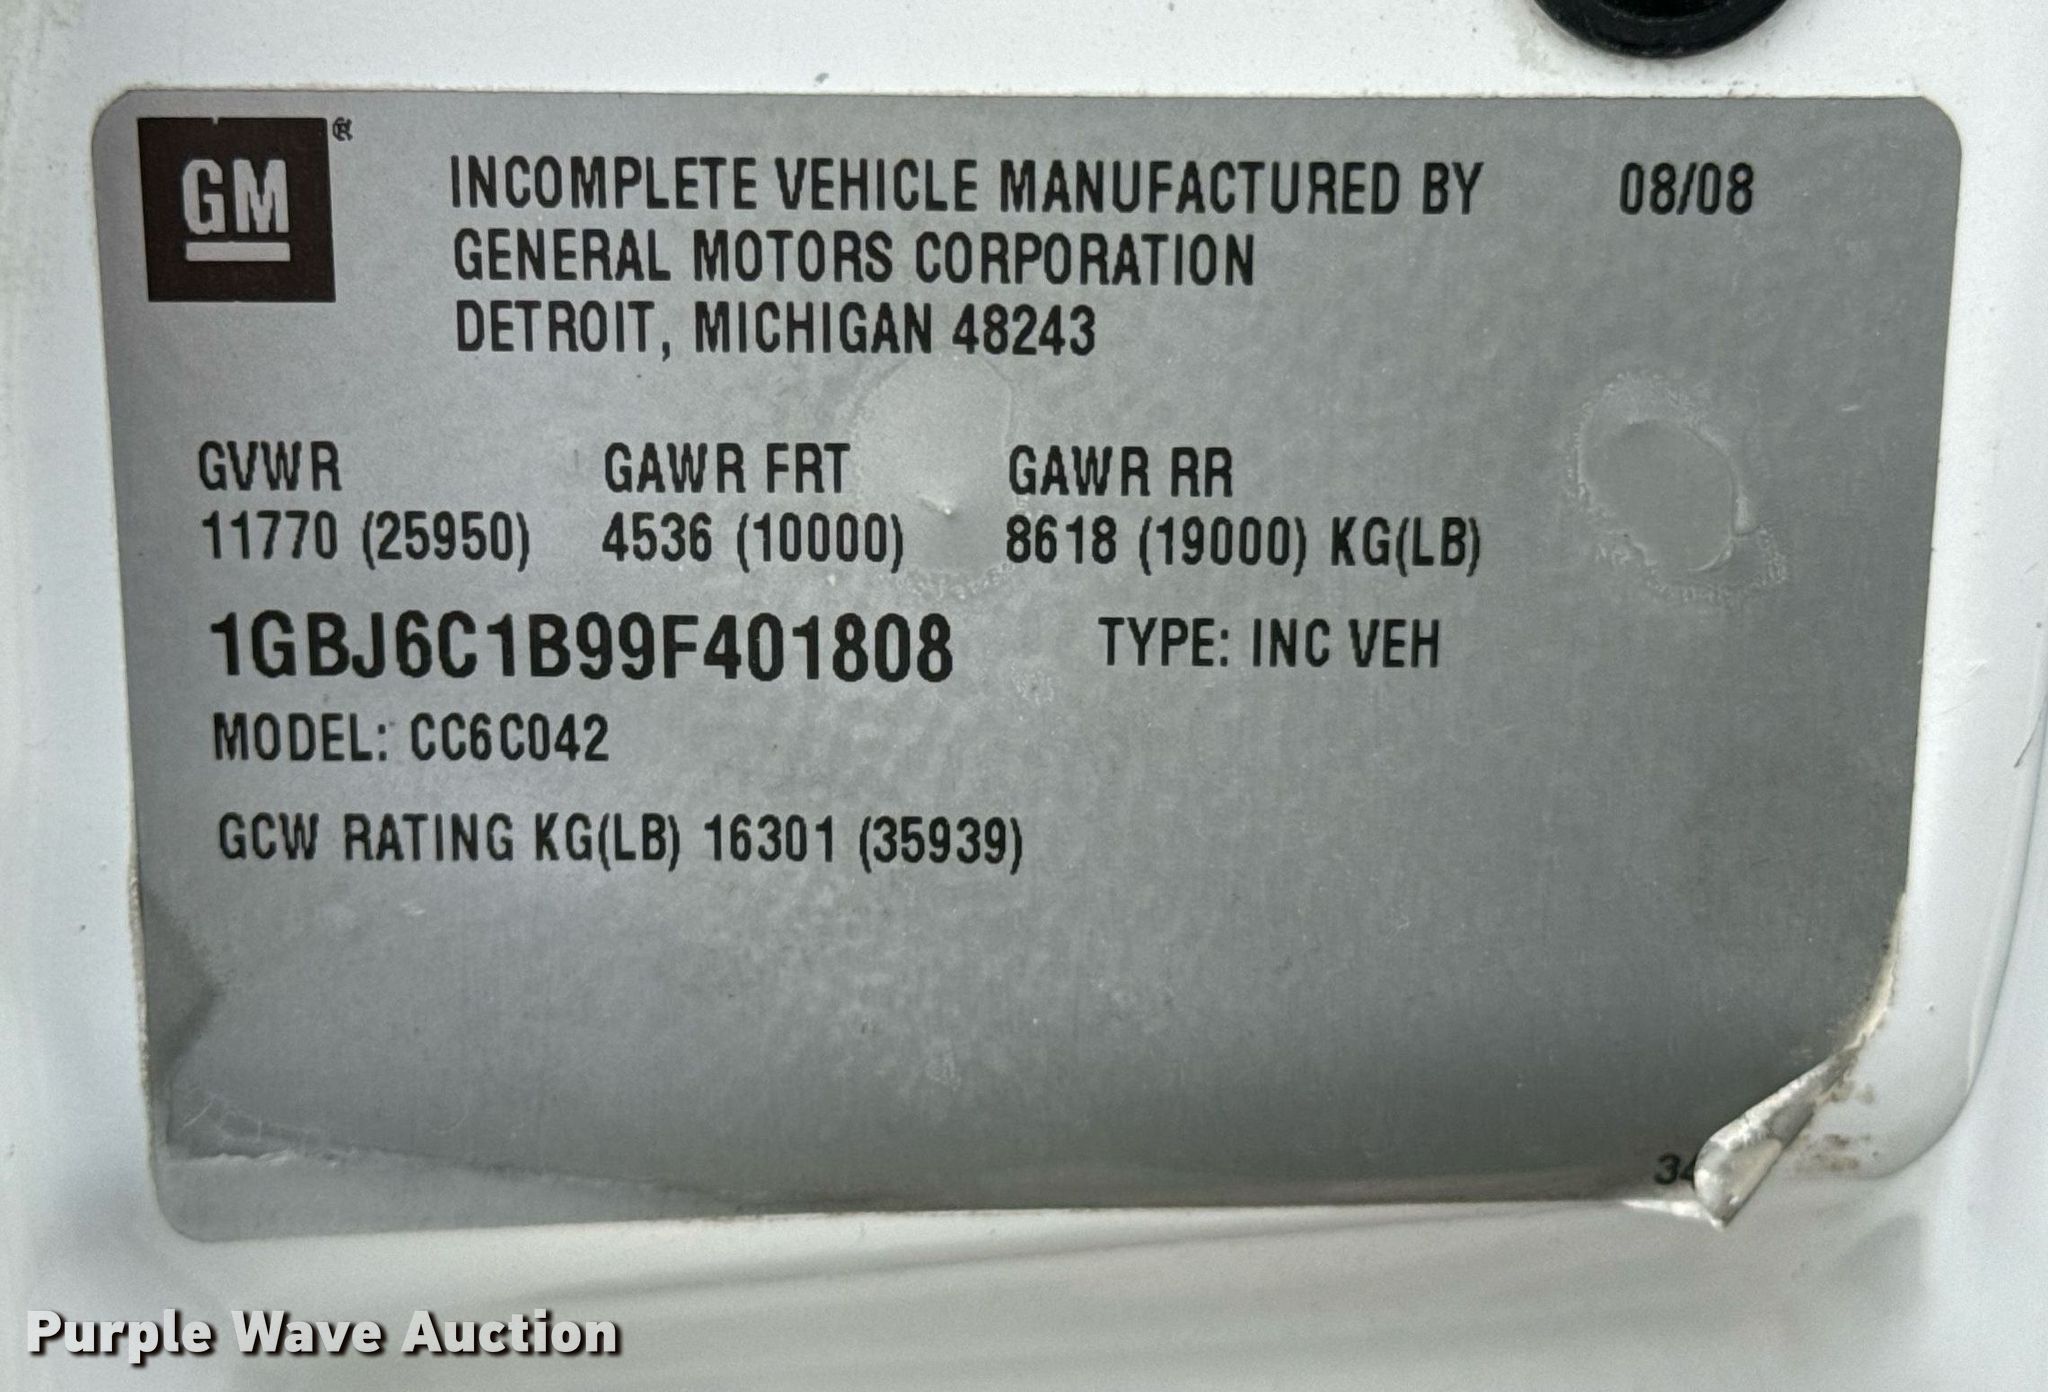 GM ®
INCOMPLETE VEHICLE MANUFACTURED BY 08/08
GENERAL MOTORS CORPORATION
DETROIT, MICHIGAN 48243
GVWR GAWR FRT GAWR RR
11770 (25950) 4536 (10000) 8618 (19000) KG(LB)
1GBJ6C1B99F401808 TYPE: INC VEH
MODEL: CC6C042
GCW RATING KG(LB) 16301 (35939)
Purple Wave Auction